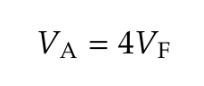 V_A = 4V_F